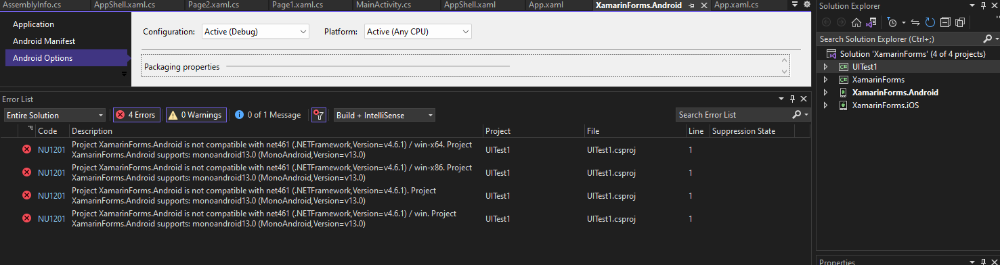 AssemblyInfo.cs AppShell.xaml.cs Page2.xaml.cs Page1.xaml.cs MainActivity.cs AppShell.xaml App.xaml XamarinForms.Android App.xaml.cs
Application
Android Manifest
Android Options
Configuration: Active (Debug) Platform: Active (Any CPU)
Packaging properties
Error List
Entire Solution 4 Errors 0 Warnings 0 of 1 Message Build + IntelliSense Search Error List
Code Description Project File Line Suppression State
NU1201 Project XamarinForms.Android is not compatible with net461 (.NETFramework,Version=v4.6.1) / win-x64. Project UITest1 UITest1.csproj 1
XamarinForms.Android supports: monoandroid13.0 (MonoAndroid,Version=v13.0)
NU1201 Project XamarinForms.Android is not compatible with net461 (.NETFramework,Version=v4.6.1) / win-x86. Project UITest1 UITest1.csproj 1
XamarinForms.Android supports: monoandroid13.0 (MonoAndroid,Version=v13.0)
NU1201 Project XamarinForms.Android is not compatible with net461 (.NETFramework,Version=v4.6.1). Project UITest1 UITest1.csproj 1
XamarinForms.Android supports: monoandroid13.0 (MonoAndroid,Version=v13.0)
NU1201 Project XamarinForms.Android is not compatible with net461 (.NETFramework,Version=v4.6.1) / win. Project UITest1 UITest1.csproj 1
XamarinForms.Android supports: monoandroid13.0 (MonoAndroid,Version=v13.0)
Solution Explorer
Search Solution Explorer (Ctrl+;)
Solution 'XamarinForms' (4 of 4 projects)
C# UITest1
C# XamarinForms
XamarinForms.Android
XamarinForms.iOS
Properties